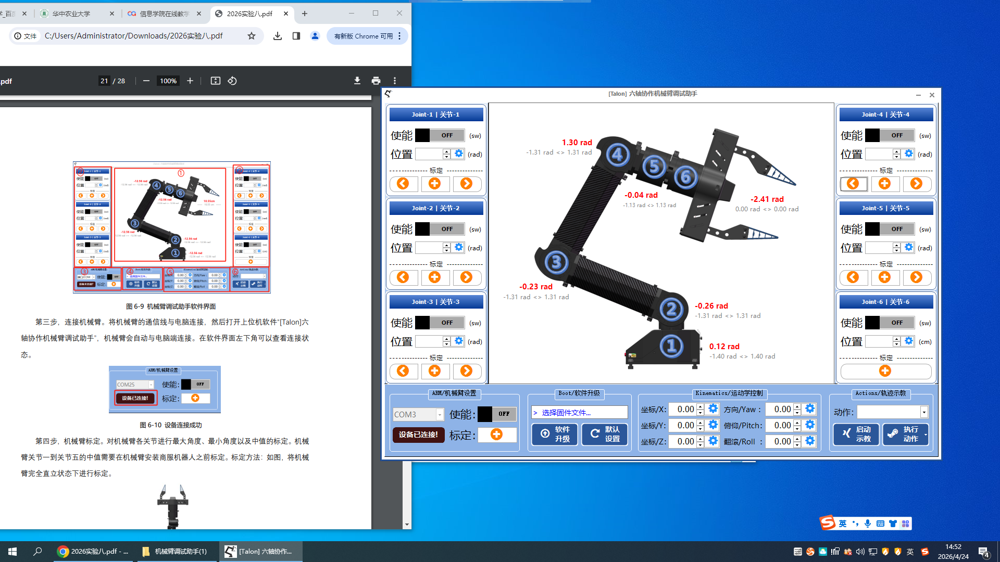 华中农业大学
信息学院在线教学
2026实验八.pdf
文件
C:/Users/Administrator/Downloads/2026实验八.pdf
有新版 Chrome 可用
.pdf
21 / 28
100%
图 6-9 机械臂调试助手软件界面
第三步，连接机械臂。将机械臂的通信线与电脑连接，然后打开上位机软件“[Talon]六
轴协作机械臂调试助手”，机械臂会自动与电脑端连接。在软件界面左下角可以查看连接状
态。
ARM/机械臂设置
COM25
使能:
OFF
设备已连接!
标定:
图 6-10 设备连接成功
第四步，机械臂标定。对机械臂各关节进行最大角度、最小角度以及中值的标定。机械
臂关节一到关节五的中值需要在机械臂安装商服机器人之前标定。标定方法：如图，将机械
臂完全直立状态下进行标定。
[Talon] 六轴协作机械臂调试助手
Joint-1 | 关节-1
使能 OFF (sw)
位置 (rad)
标定
Joint-2 | 关节-2
使能 OFF (sw)
位置 (rad)
标定
Joint-3 | 关节-3
使能 OFF (sw)
位置 (rad)
标定
1.30 rad
-1.31 rad <> 1.31 rad
-0.04 rad
-1.13 rad <> 1.13 rad
-2.41 rad
0.00 rad <> 0.00 rad
-0.23 rad
-1.31 rad <> 1.31 rad
-0.26 rad
-1.31 rad <> 1.31 rad
0.12 rad
-1.40 rad <> 1.40 rad
4
5
6
3
2
1
Joint-4 | 关节-4
使能 OFF (sw)
位置 (rad)
标定
Joint-5 | 关节-5
使能 OFF (sw)
位置 (rad)
标定
Joint-6 | 关节-6
使能 OFF (sw)
位置 (cm)
标定
ARM/机械臂设置
COM3
使能:
OFF
设备已连接!
标定:
Boot/软件升级
> 选择固件文件...
软件
升级
默认
设置
Kinematics/运动学控制
坐标/X: 0.00 方向/Yaw : 0.00
坐标/Y: 0.00 俯仰/Pitch: 0.00
坐标/Z: 0.00 翻滚/Roll : 0.00
Actions/轨迹示教
动作:
启动
示教
执行
动作
英
2026实验八.pdf - ...
机械臂调试助手(1)
[Talon] 六轴协作...
英
14:52
2026/4/24
4